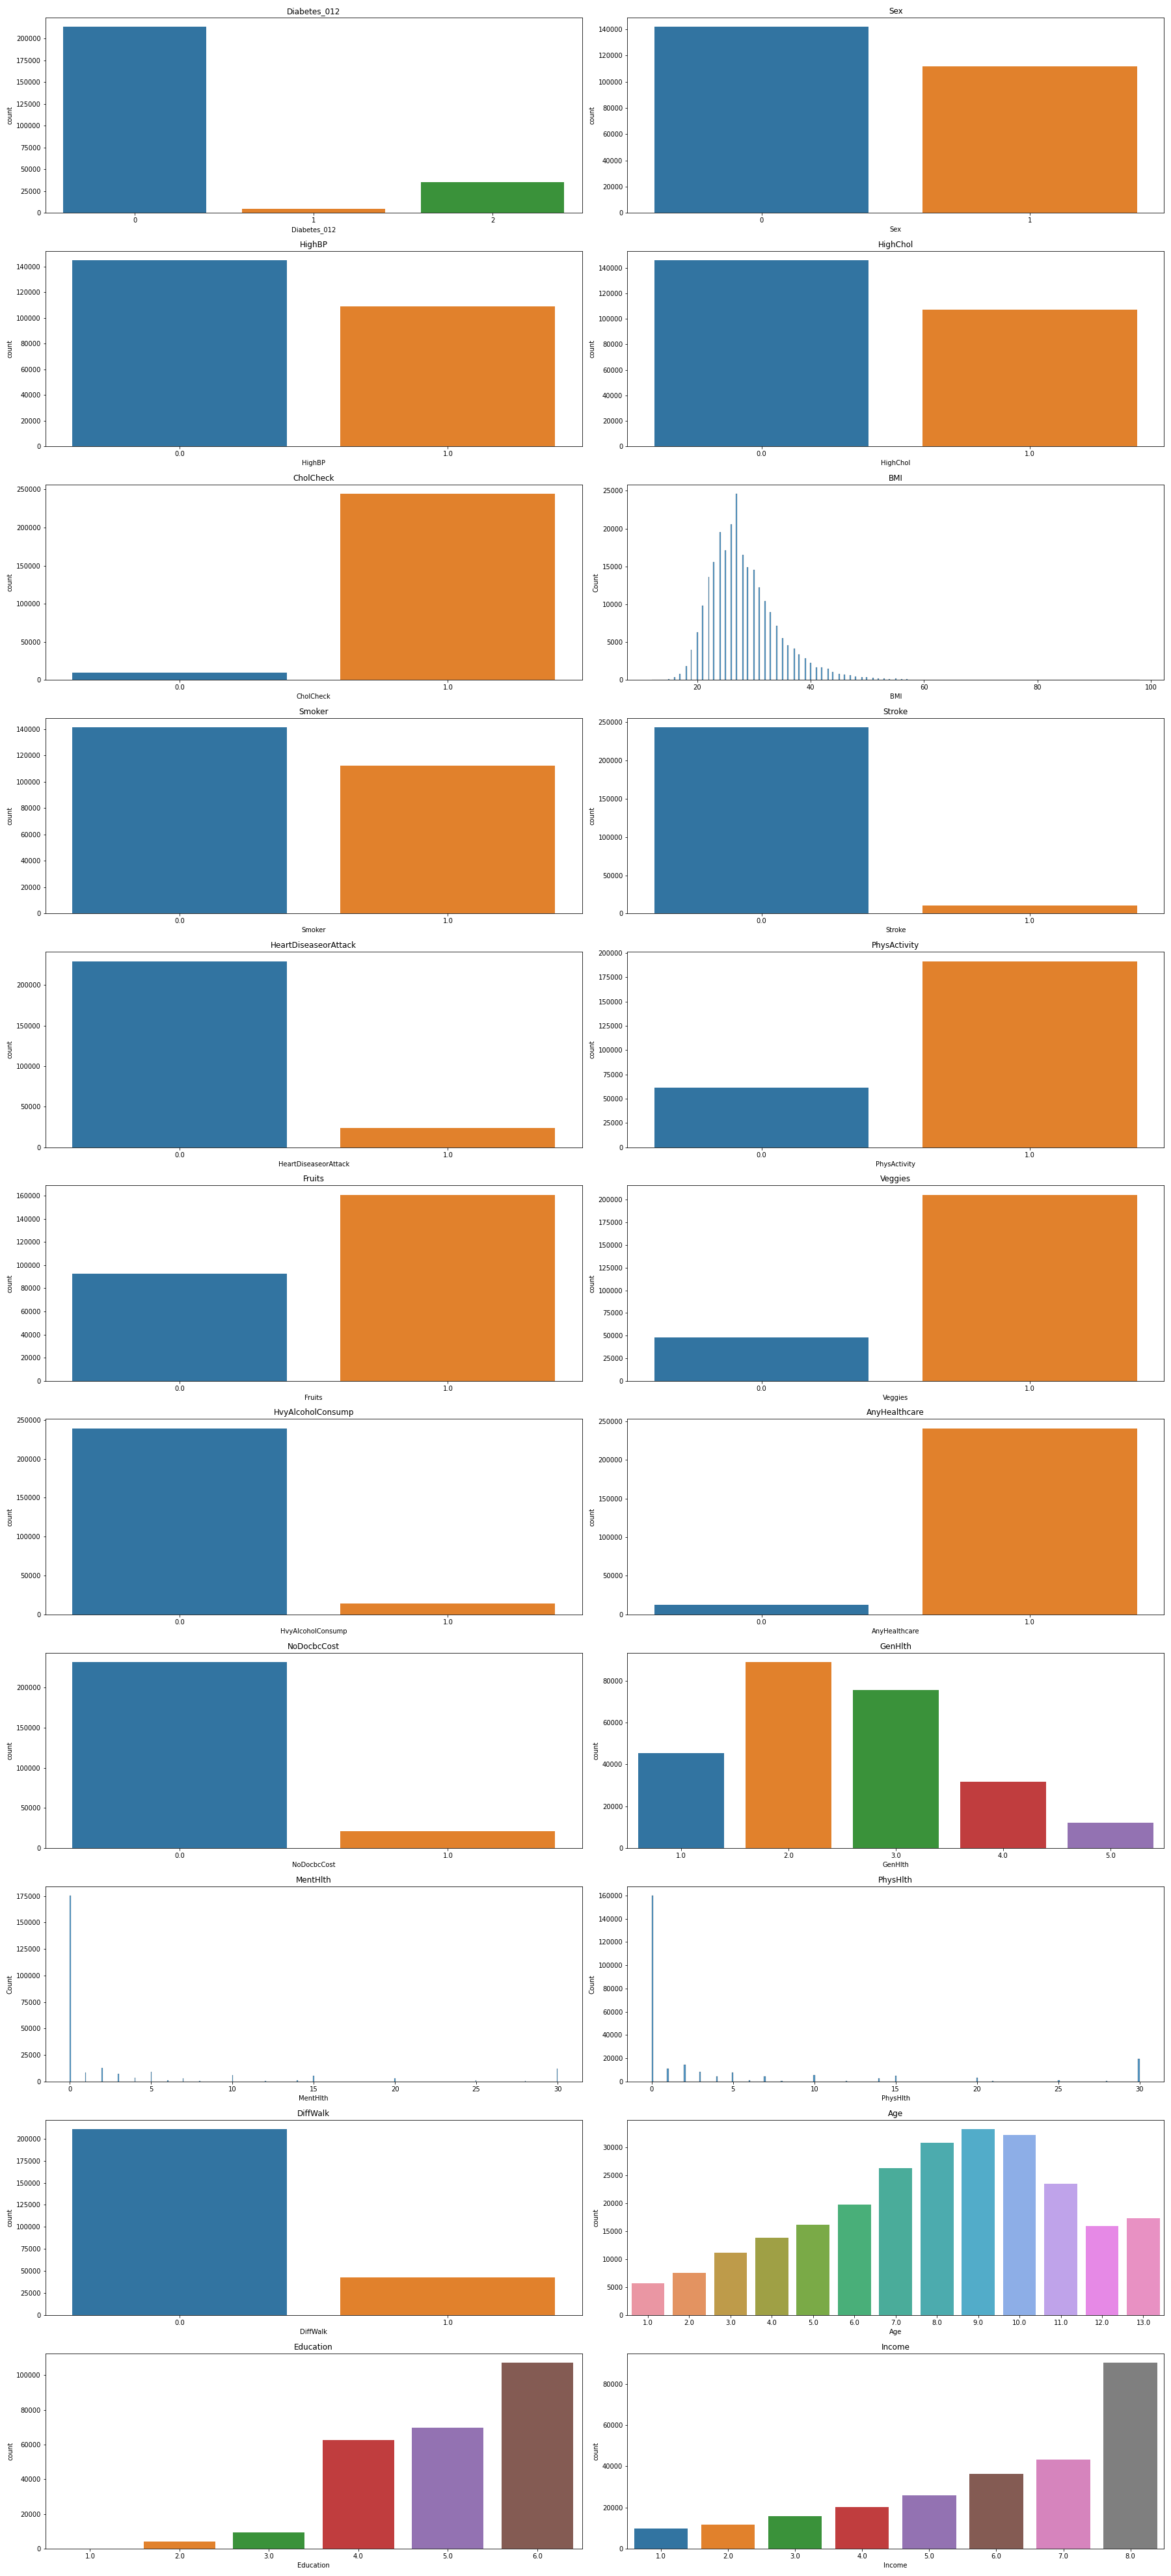 Diabetes_012
200000
175000
150000
125000
100000
75000
50000
25000
0
count
0 1 2
Diabetes_012
Sex
140000
120000
100000
80000
60000
40000
20000
0
count
0 1
Sex
HighBP
140000
120000
100000
80000
60000
40000
20000
0
count
0.0 1.0
HighBP
HighChol
140000
120000
100000
80000
60000
40000
20000
0
count
0.0 1.0
HighChol
CholCheck
250000
200000
150000
100000
50000
0
count
0.0 1.0
CholCheck
BMI
25000
20000
15000
10000
5000
0
Count
20 40 60 80 100
BMI
Smoker
140000
120000
100000
80000
60000
40000
20000
0
count
0.0 1.0
Smoker
Stroke
250000
200000
150000
100000
50000
0
count
0.0 1.0
Stroke
HeartDiseaseorAttack
200000
150000
100000
50000
0
count
0.0 1.0
HeartDiseaseorAttack
PhysActivity
200000
175000
150000
125000
100000
75000
50000
25000
0
count
0.0 1.0
PhysActivity
Fruits
160000
140000
120000
100000
80000
60000
40000
20000
0
count
0.0 1.0
Fruits
Veggies
200000
175000
150000
125000
100000
75000
50000
25000
0
count
0.0 1.0
Veggies
HvyAlcoholConsump
250000
200000
150000
100000
50000
0
count
0.0 1.0
HvyAlcoholConsump
AnyHealthcare
250000
200000
150000
100000
50000
0
count
0.0 1.0
AnyHealthcare
NoDocbcCost
200000
150000
100000
50000
0
count
0.0 1.0
NoDocbcCost
GenHlth
80000
60000
40000
20000
0
count
1.0 2.0 3.0 4.0 5.0
GenHlth
MentHlth
175000
150000
125000
100000
75000
50000
25000
0
Count
0 5 10 15 20 25 30
MentHlth
PhysHlth
160000
140000
120000
100000
80000
60000
40000
20000
0
Count
0 5 10 15 20 25 30
PhysHlth
DiffWalk
200000
175000
150000
125000
100000
75000
50000
25000
0
count
0.0 1.0
DiffWalk
Age
30000
25000
20000
15000
10000
5000
0
count
1.0 2.0 3.0 4.0 5.0 6.0 7.0 8.0 9.0 10.0 11.0 12.0 13.0
Age
Education
100000
80000
60000
40000
20000
0
count
1.0 2.0 3.0 4.0 5.0 6.0
Education
Income
80000
60000
40000
20000
0
count
1.0 2.0 3.0 4.0 5.0 6.0 7.0 8.0
Income